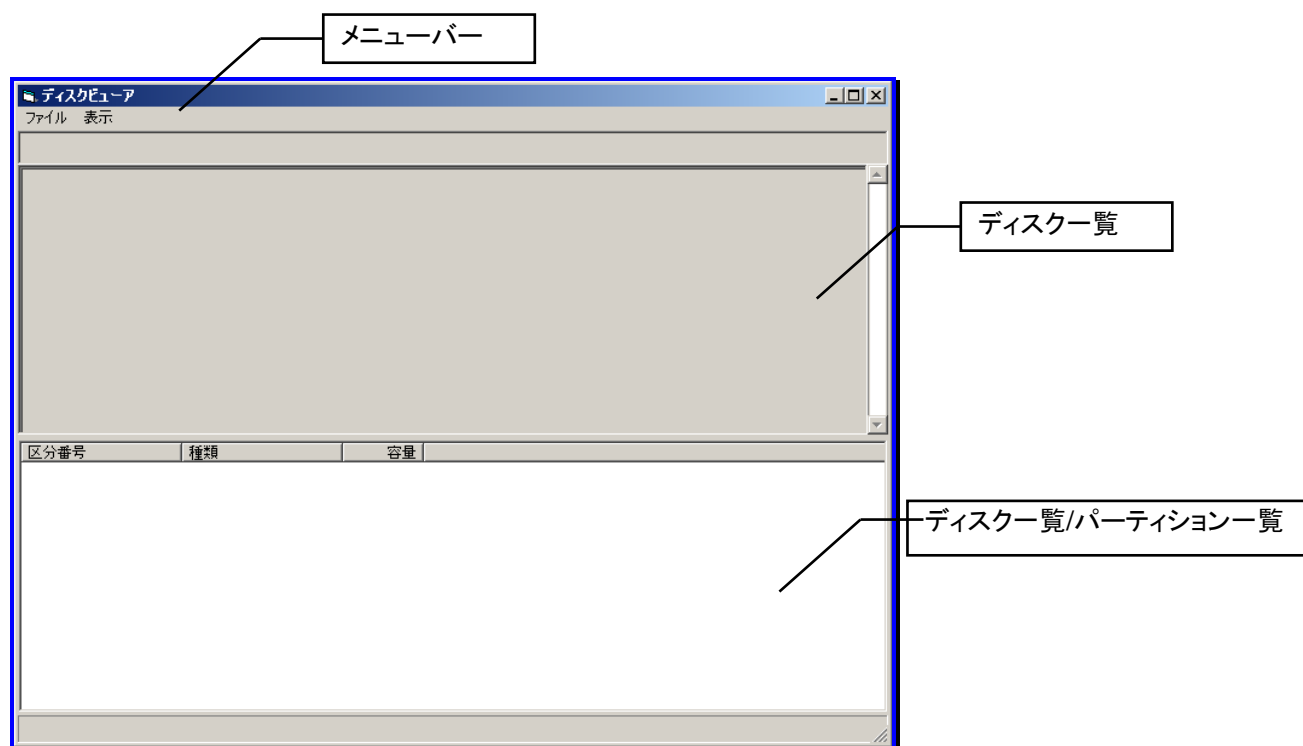 メニューバー
ディスクビューア
ファイル 表示
ディスク一覧
区分番号 種類 容量
ディスク一覧/パーティション一覧